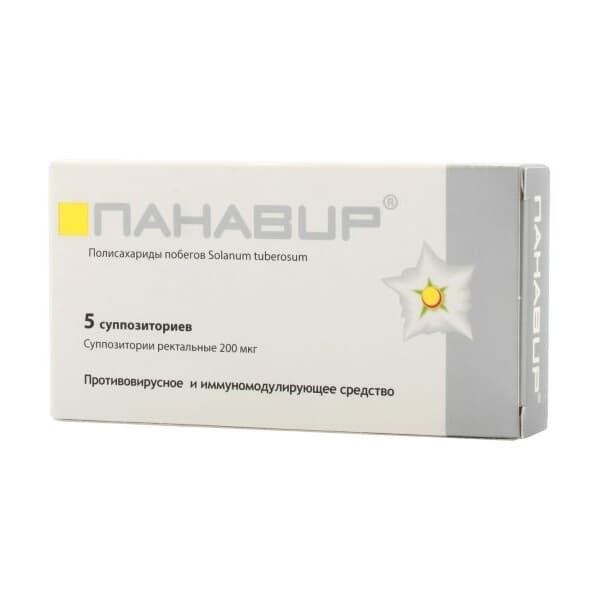 ПАНАВИР®
Полисахариды побегов Solanum tuberosum
5 суппозиториев
Суппозитории ректальные 200 мкг
Противовирусное и иммуномодулирующее средство
ПАНАВИР®